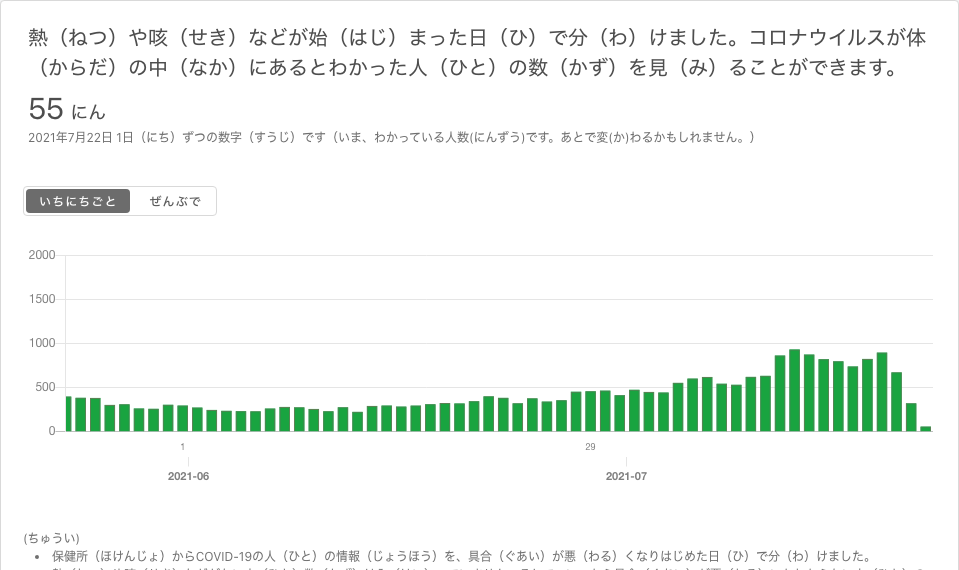 熱（ねつ）や咳（せき）などが始（はじ）まった日（ひ）で分（わ）けました。コロナウイルスが体
（からだ）の中（なか）にあるとわかった人（ひと）の数（かず）を見（み）ることができます。
55 にん
2021年7月22日 1日（にち）ずつの数字（すうじ）です（いま、わかっている人数(にんずう)です。あとで変(か)わるかもしれません。）
いちにちごと ぜんぶで
2000
1500
1000
500
0
1 29
2021-06 2021-07
(ちゅうい)
• 保健所（ほけんじょ）からCOVID-19の人（ひと）の情報（じょうほう）を、具合（ぐあい）が悪（わる）くなりはじめた日（ひ）で分（わ）けました。